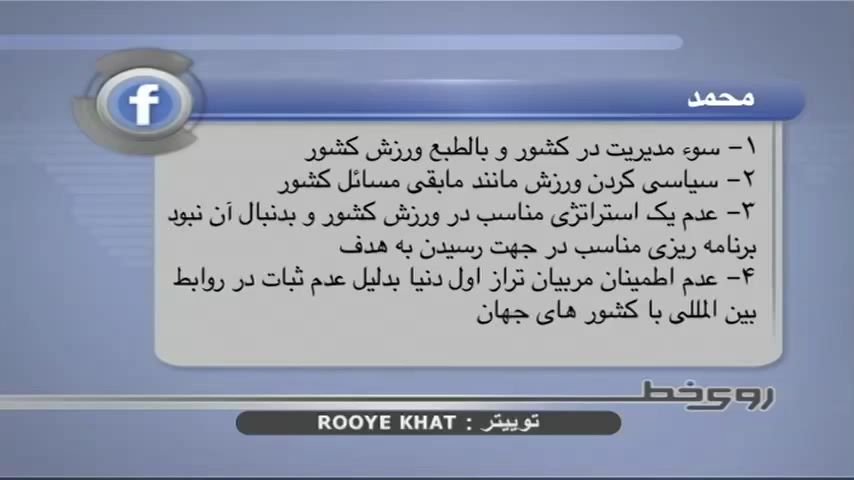 محمد
۱- سوء مدیریت در کشور و بالطبع ورزش کشور
۲- سیاسی کردن ورزش مانند مابقی مسائل کشور
۳- عدم یک استراتژی مناسب در ورزش کشور و بدنبال آن نبود
برنامه ریزی مناسب در جهت رسیدن به هدف
۴- عدم اطمینان مربیان تراز اول دنیا بدلیل عدم ثبات در روابط
بین المللی با کشور های جهان
روی خط
توییتر : ROOYE KHAT